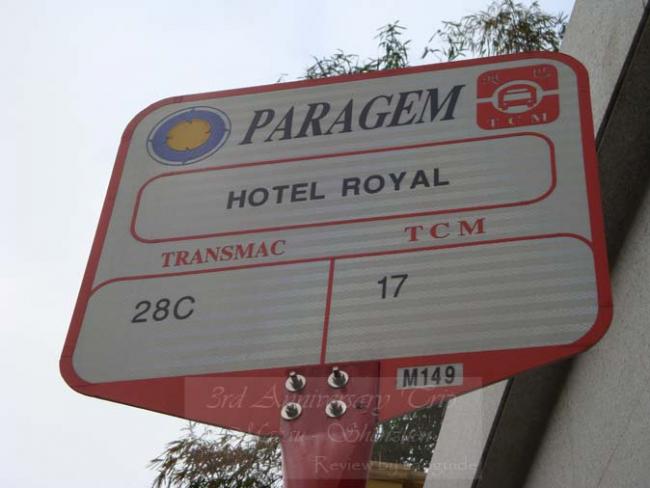 PARAGEM
TCM
HOTEL ROYAL
TRANSMAC
TCM
28C
17
M149
3rd Anniversary Trip
Review by